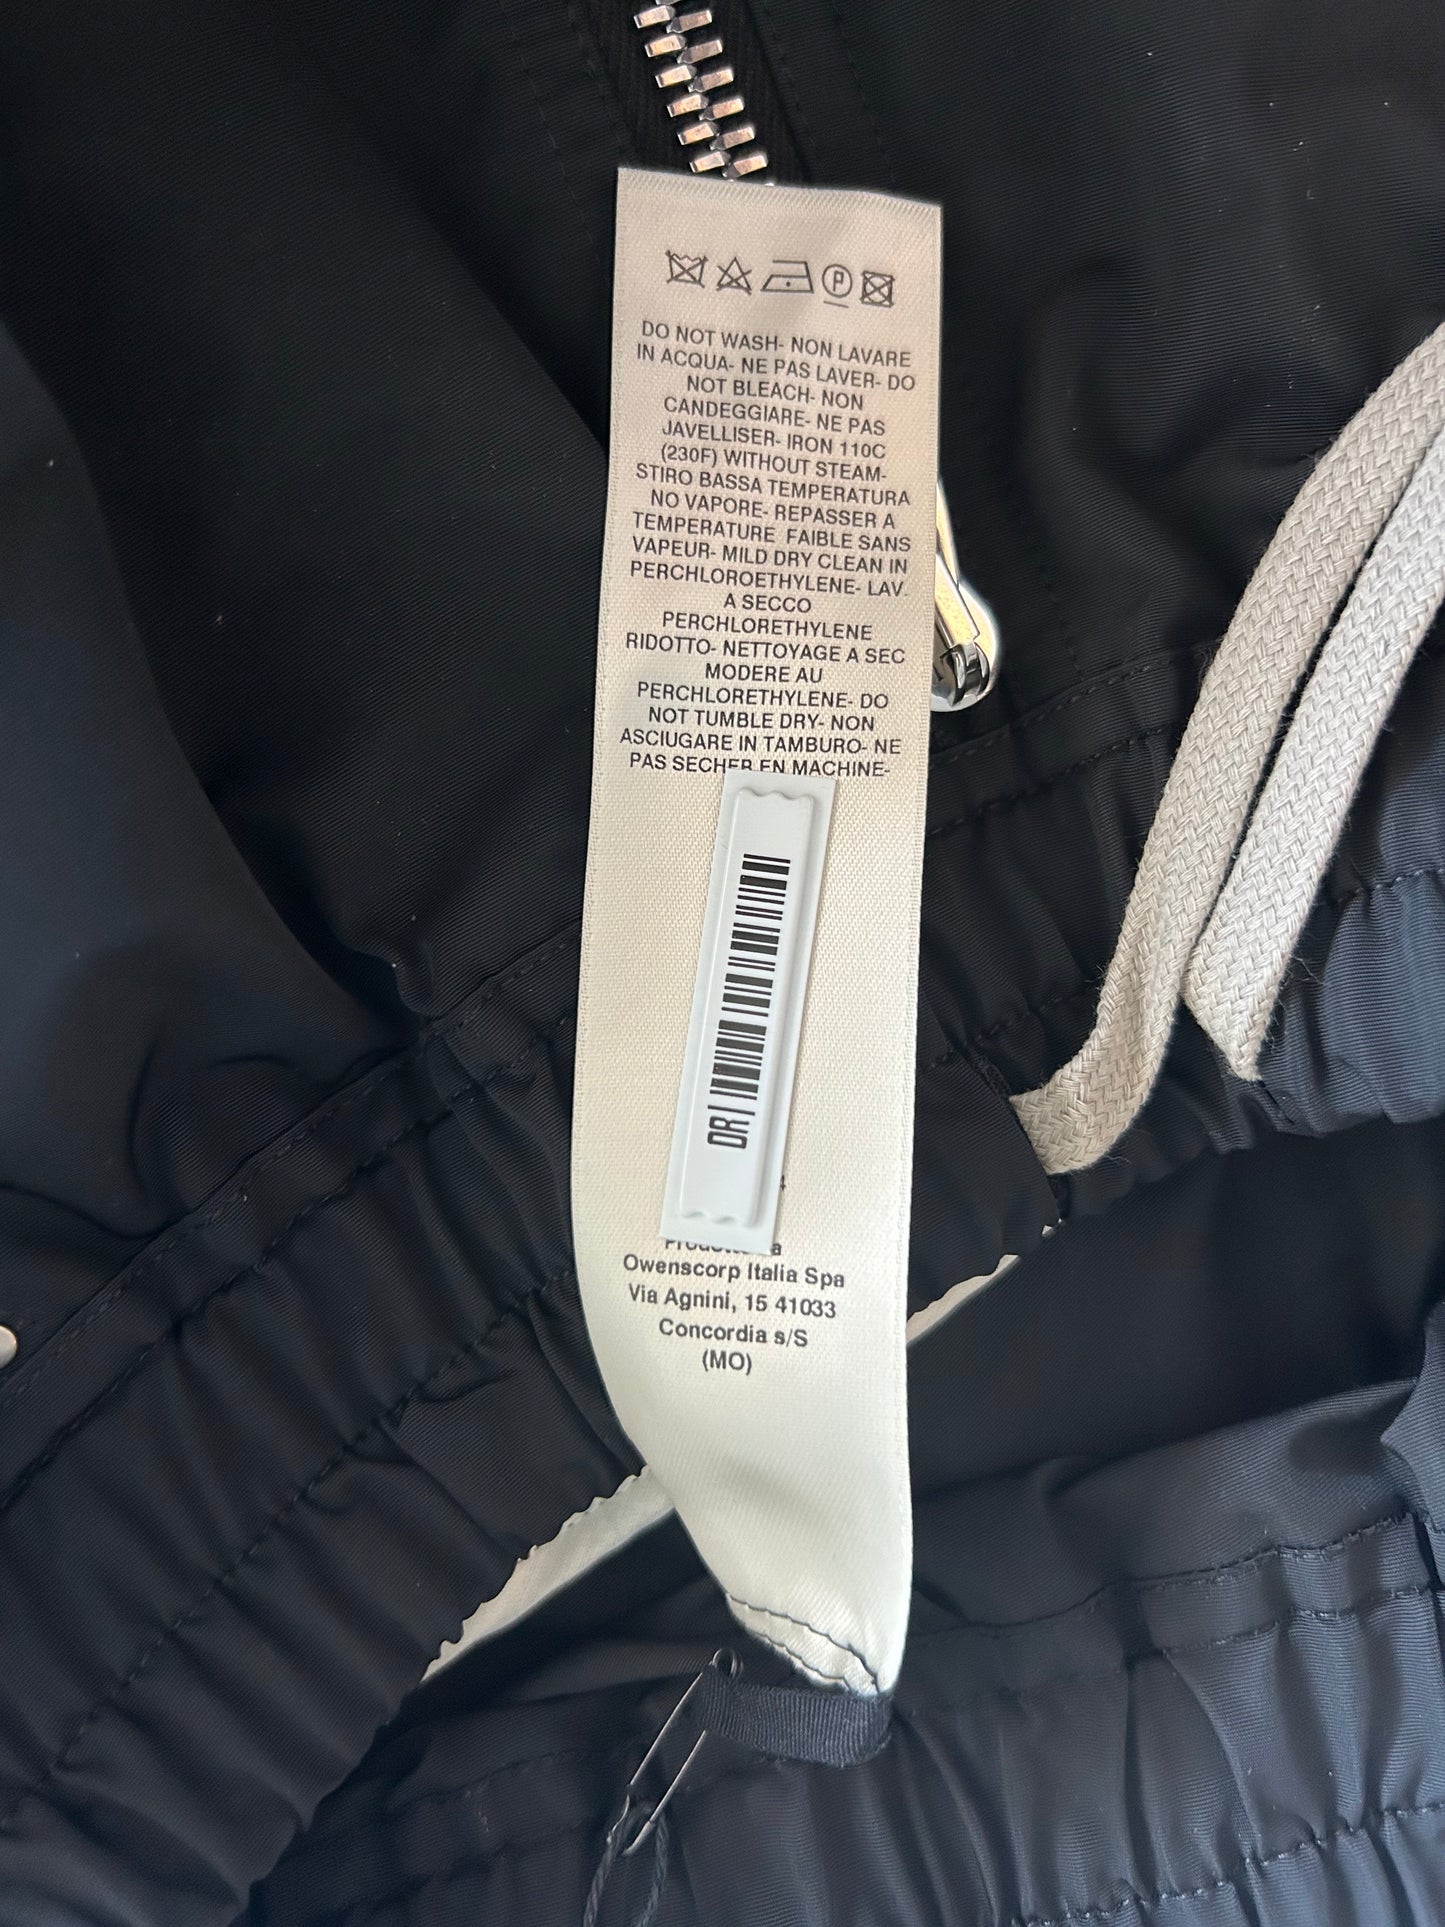 P
DO NOT WASH- NON LAVARE
IN ACQUA- NE PAS LAVER- DO
NOT BLEACH- NON
CANDEGGIARE- NE PAS
JAVELLISER- IRON 110C
(230F) WITHOUT STEAM-
STIRO BASSA TEMPERATURA
NO VAPORE- REPASSER A
TEMPERATURE FAIBLE SANS
VAPEUR- MILD DRY CLEAN IN
PERCHLOROETHYLENE- LAV.
A SECCO
PERCHLORETHYLENE
RIDOTTO- NETTOYAGE A SEC
MODERE AU
PERCHLORETHYLENE- DO
NOT TUMBLE DRY- NON
ASCIUGARE IN TAMBURO- NE
PAS SECHER EN MACHINE-
DR
Owenscorp Italia Spa
Via Agnini, 15 41033
Concordia s/S
(MO)